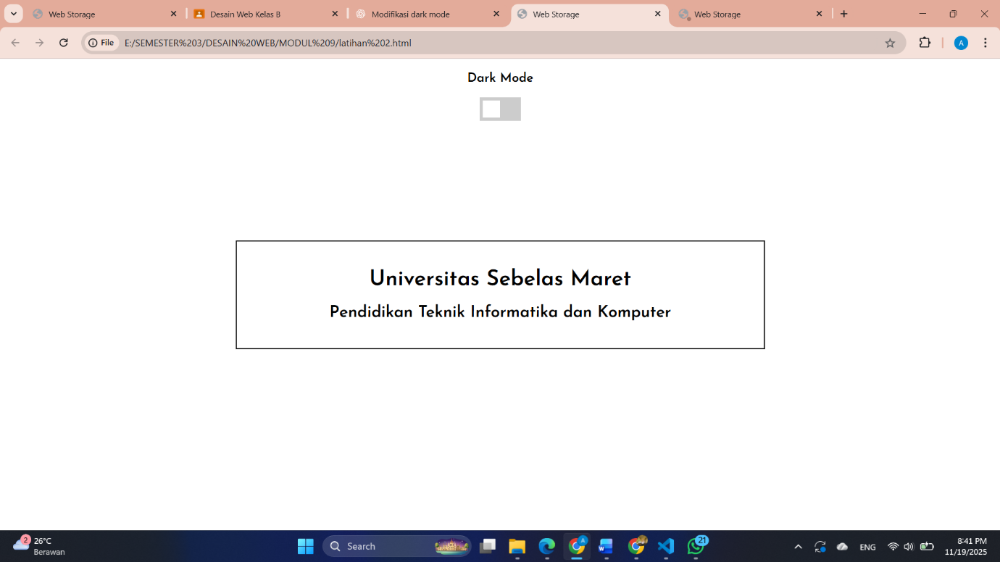 Web Storage
Desain Web Kelas B
Modifikasi dark mode
Web Storage
Web Storage
File
E:/SEMESTER%203/DESAIN%20WEB/MODUL%209/latihan%202.html
A
Dark Mode
Universitas Sebelas Maret
Pendidikan Teknik Informatika dan Komputer
2
26°C
Berawan
Search
A
W
21
ENG
8:41 PM
11/19/2025